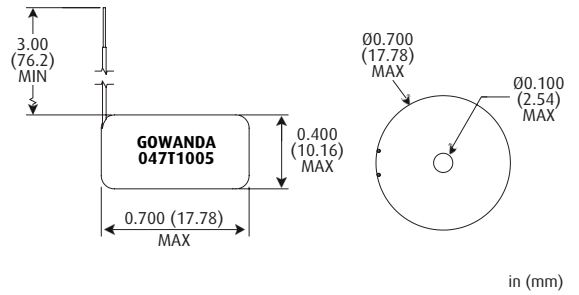 3.00
(76.2)
MIN
GOWANDA
047T1005
0.400
(10.16)
MAX
0.700 (17.78)
MAX
Ø0.700
(17.78)
MAX
Ø0.100
(2.54)
MAX
in (mm)